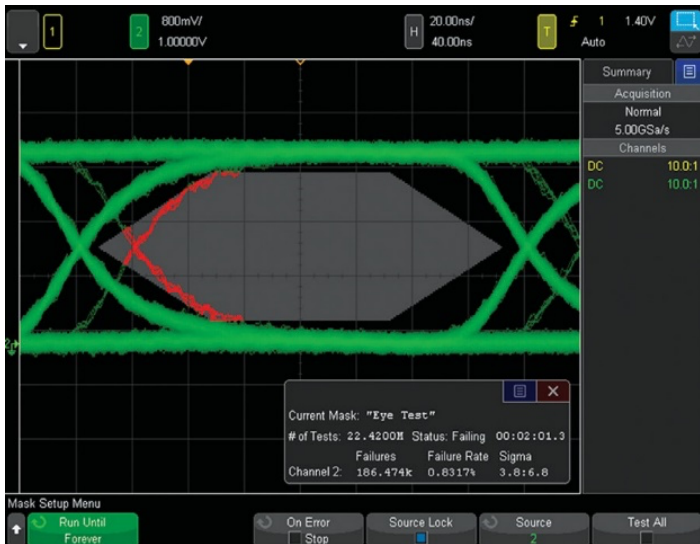 1
2
800mV/
1.00000V
H
20.00ns/
40.00ns
T
1
1.40V
Auto
Summary
Acquisition
Normal
5.00GSa/s
Channels
DC 10.0:1
DC 10.0:1
2
Current Mask: "Eye Test"
# of Tests: 22.4200M Status: Failing 00:02:01.3
Failures Failure Rate Sigma
Channel 2: 186.474k 0.8317% 3.8:6.8
Mask Setup Menu
Run Until
Forever
On Error
Stop
Source Lock
Source
2
Test All